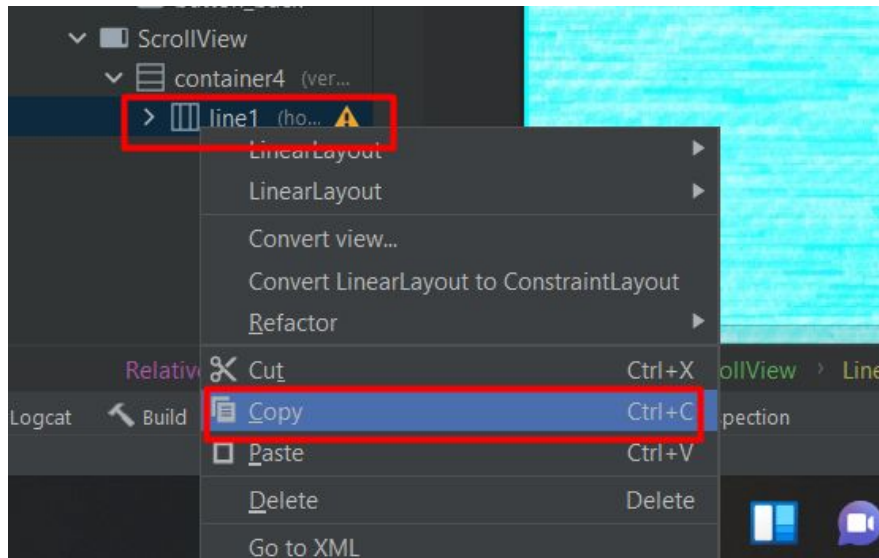 button_back
ScrollView
container4 (ver...
line1 (ho...
LinearLayout
LinearLayout
Convert view...
Convert LinearLayout to ConstraintLayout
Refactor
Relativ
Cut Ctrl+X
ollView
Line
Logcat
Build
Copy Ctrl+C
pection
Paste Ctrl+V
Delete Delete
Go to XML